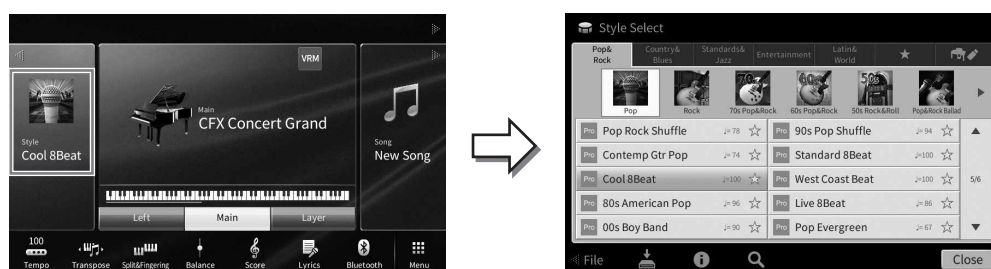 VRM
Style
Cool 8Beat
Main
CFX Concert Grand
Song
New Song
Left
Main
Layer
100
Tempo
Transpose
Split&Fingering
Balance
Score
Lyrics
Bluetooth
Menu
Style Select
Pop&
Rock
Country&
Blues
Standards&
Jazz
Entertainment
Latin&
World
70s
60s
50s
Pop
Rock
70s Pop&Rock
60s Pop&Rock
50s Rock&Roll
Pop&Rock Ballad
Pro Pop Rock Shuffle ♩=78
Pro 90s Pop Shuffle ♩=94
Pro Contemp Gtr Pop ♩=74
Pro Standard 8Beat ♩=100
Pro Cool 8Beat ♩=100
Pro West Coast Beat ♩=100
5/6
Pro 80s American Pop ♩=96
Pro Live 8Beat ♩=86
Pro 00s Boy Band ♩=90
Pro Pop Evergreen ♩=67
File
Close